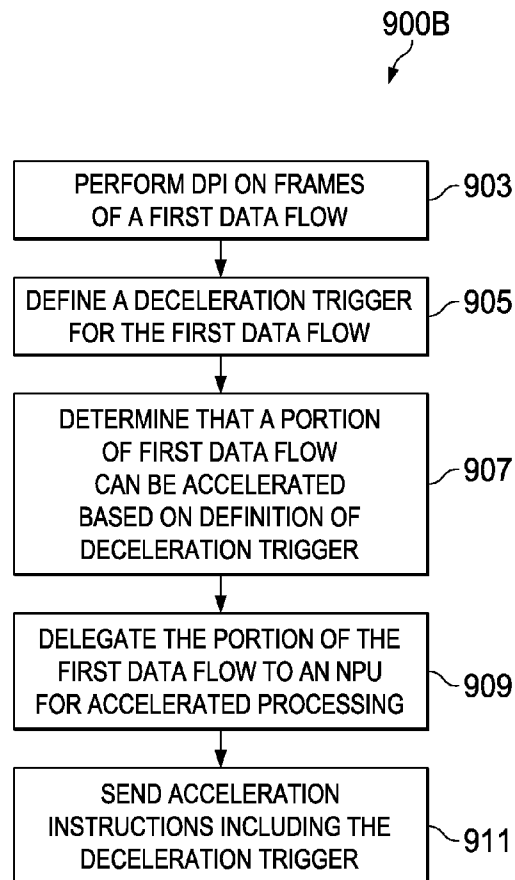 900B
PERFORM DPI ON FRAMES
OF A FIRST DATA FLOW
903
DEFINE A DECELERATION TRIGGER
FOR THE FIRST DATA FLOW
905
DETERMINE THAT A PORTION
OF FIRST DATA FLOW
CAN BE ACCELERATED
BASED ON DEFINITION OF
DECELERATION TRIGGER
907
DELEGATE THE PORTION OF THE
FIRST DATA FLOW TO AN NPU
FOR ACCELERATED PROCESSING
909
SEND ACCELERATION
INSTRUCTIONS INCLUDING THE
DECELERATION TRIGGER
911